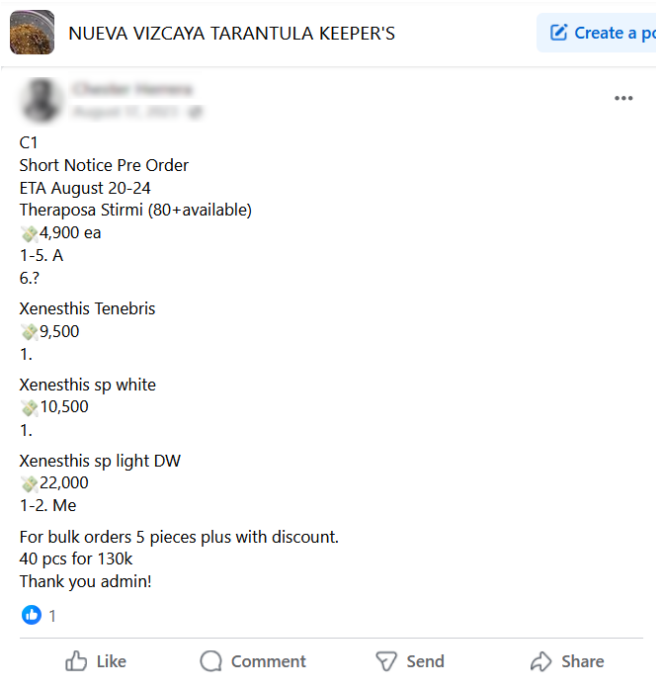 NUEVA VIZCAYA TARANTULA KEEPER'S
Create a po
C1
Short Notice Pre Order
ETA August 20-24
Theraposa Stirmi (80+available)
💸4,900 ea
1-5. A
6.?
Xenesthis Tenebris
💸9,500
1.
Xenesthis sp white
💸10,500
1.
Xenesthis sp light DW
💸22,000
1-2. Me
For bulk orders 5 pieces plus with discount.
40 pcs for 130k
Thank you admin!
1
Like Comment Send Share